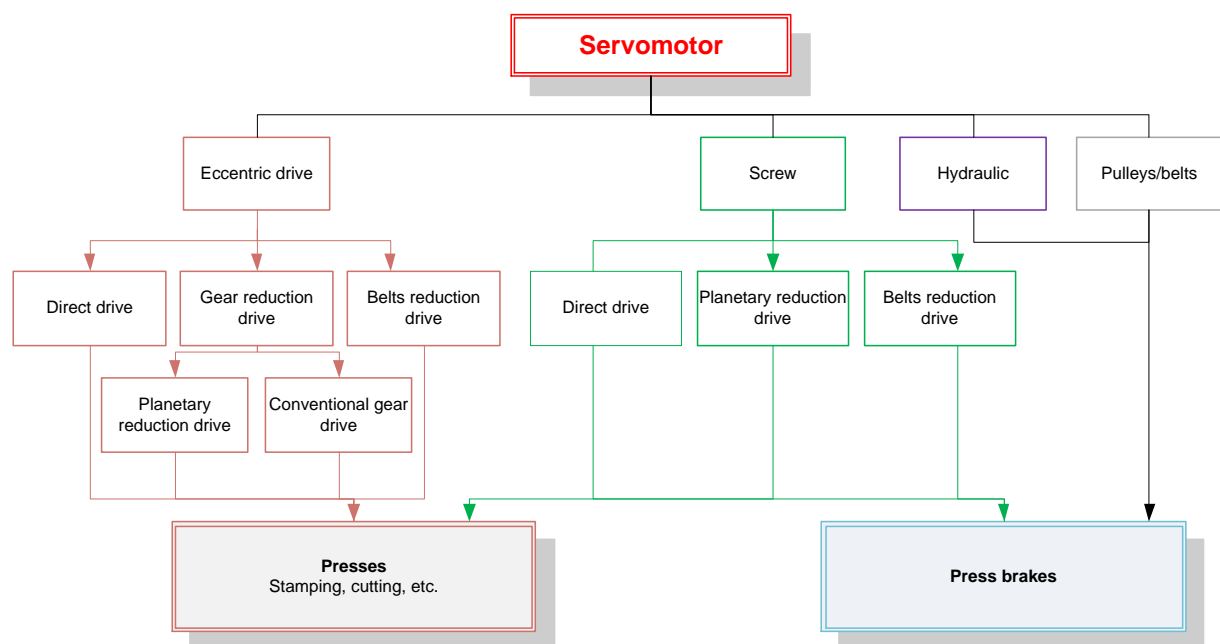 Servomotor
Eccentric drive
Screw
Hydraulic
Pulleys/belts
Direct drive
Gear reduction
drive
Belts reduction
drive
Direct drive
Planetary reduction
drive
Belts reduction
drive
Planetary
reduction drive
Conventional gear
drive
Presses
Stamping, cutting, etc.
Press brakes